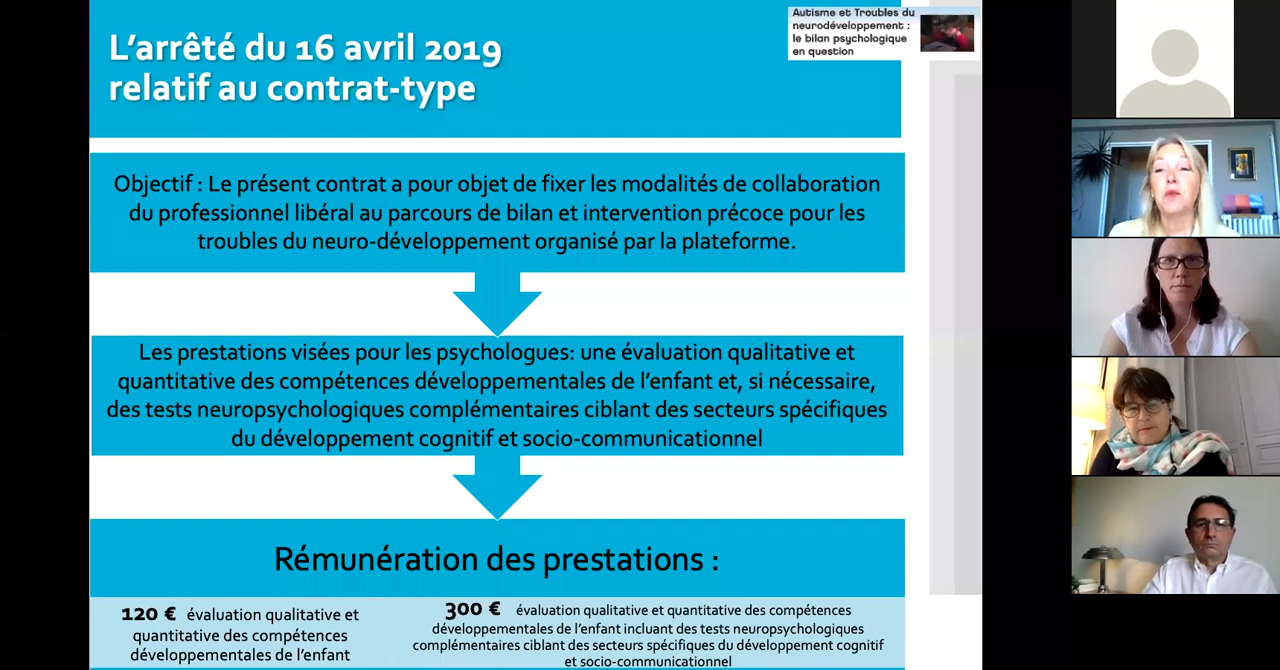 L'arrêté du 16 avril 2019
relatif au contrat-type
Autisme et Troubles du
neurodéveloppement :
le bilan psychologique
en question
Objectif : Le présent contrat a pour objet de fixer les modalités de collaboration
du professionnel libéral au parcours de bilan et intervention précoce pour les
troubles du neuro-développement organisé par la plateforme.
Les prestations visées pour les psychologues: une évaluation qualitative et
quantitative des compétences développementales de l'enfant et, si nécessaire,
des tests neuropsychologiques complémentaires ciblant des secteurs spécifiques
du développement cognitif et socio-communicationnel
Rémunération des prestations :
120 € évaluation qualitative et
quantitative des compétences
développementales de l'enfant
300 € évaluation qualitative et quantitative des compétences
développementales de l'enfant incluant des tests neuropsychologiques
complémentaires ciblant des secteurs spécifiques du développement cognitif
et socio-communicationnel